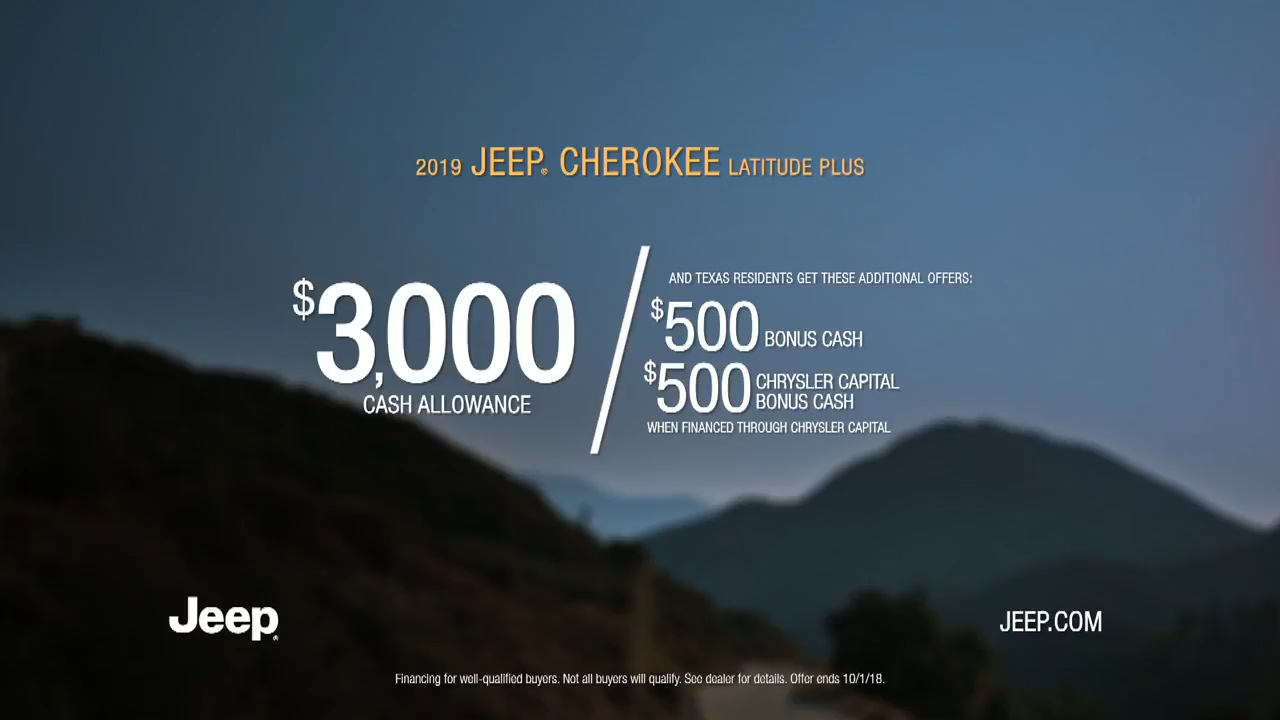 2019 JEEP® CHEROKEE LATITUDE PLUS
$3,000
CASH ALLOWANCE
AND TEXAS RESIDENTS GET THESE ADDITIONAL OFFERS:
$500 BONUS CASH
$500 CHRYSLER CAPITAL
BONUS CASH
WHEN FINANCED THROUGH CHRYSLER CAPITAL
Jeep®
JEEP.COM
Financing for well-qualified buyers. Not all buyers will qualify. See dealer for details. Offer ends 10/1/18.